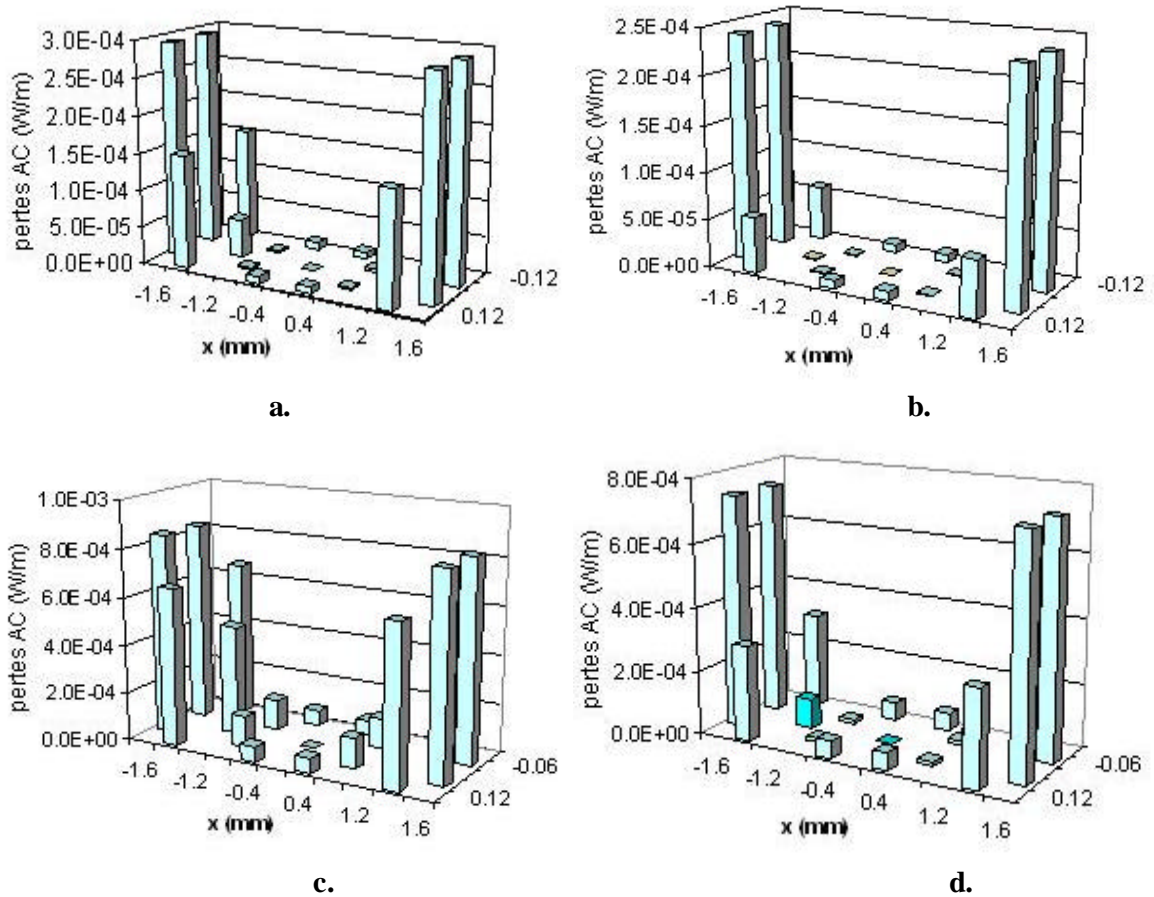 3.0E-04
2.5E-04
2.0E-04
1.5E-04
1.0E-04
5.0E-05
0.0E+00
pertes AC (W/m)
-1.6
-1.2
-0.4
0.4
1.2
1.6
x (mm)
0.12
-0.12
a.
2.5E-04
2.0E-04
1.5E-04
1.0E-04
5.0E-05
0.0E+00
pertes AC (W/m)
-1.6
-1.2
-0.4
0.4
1.2
1.6
x (mm)
0.12
-0.12
b.
1.0E-03
8.0E-04
6.0E-04
4.0E-04
2.0E-04
0.0E+00
pertes AC (W/m)
-1.6
-1.2
-0.4
0.4
1.2
1.6
x (mm)
0.12
-0.06
c.
8.0E-04
6.0E-04
4.0E-04
2.0E-04
0.0E+00
pertes AC (W/m)
-1.6
-1.2
-0.4
0.4
1.2
1.6
x (mm)
0.12
-0.06
d.